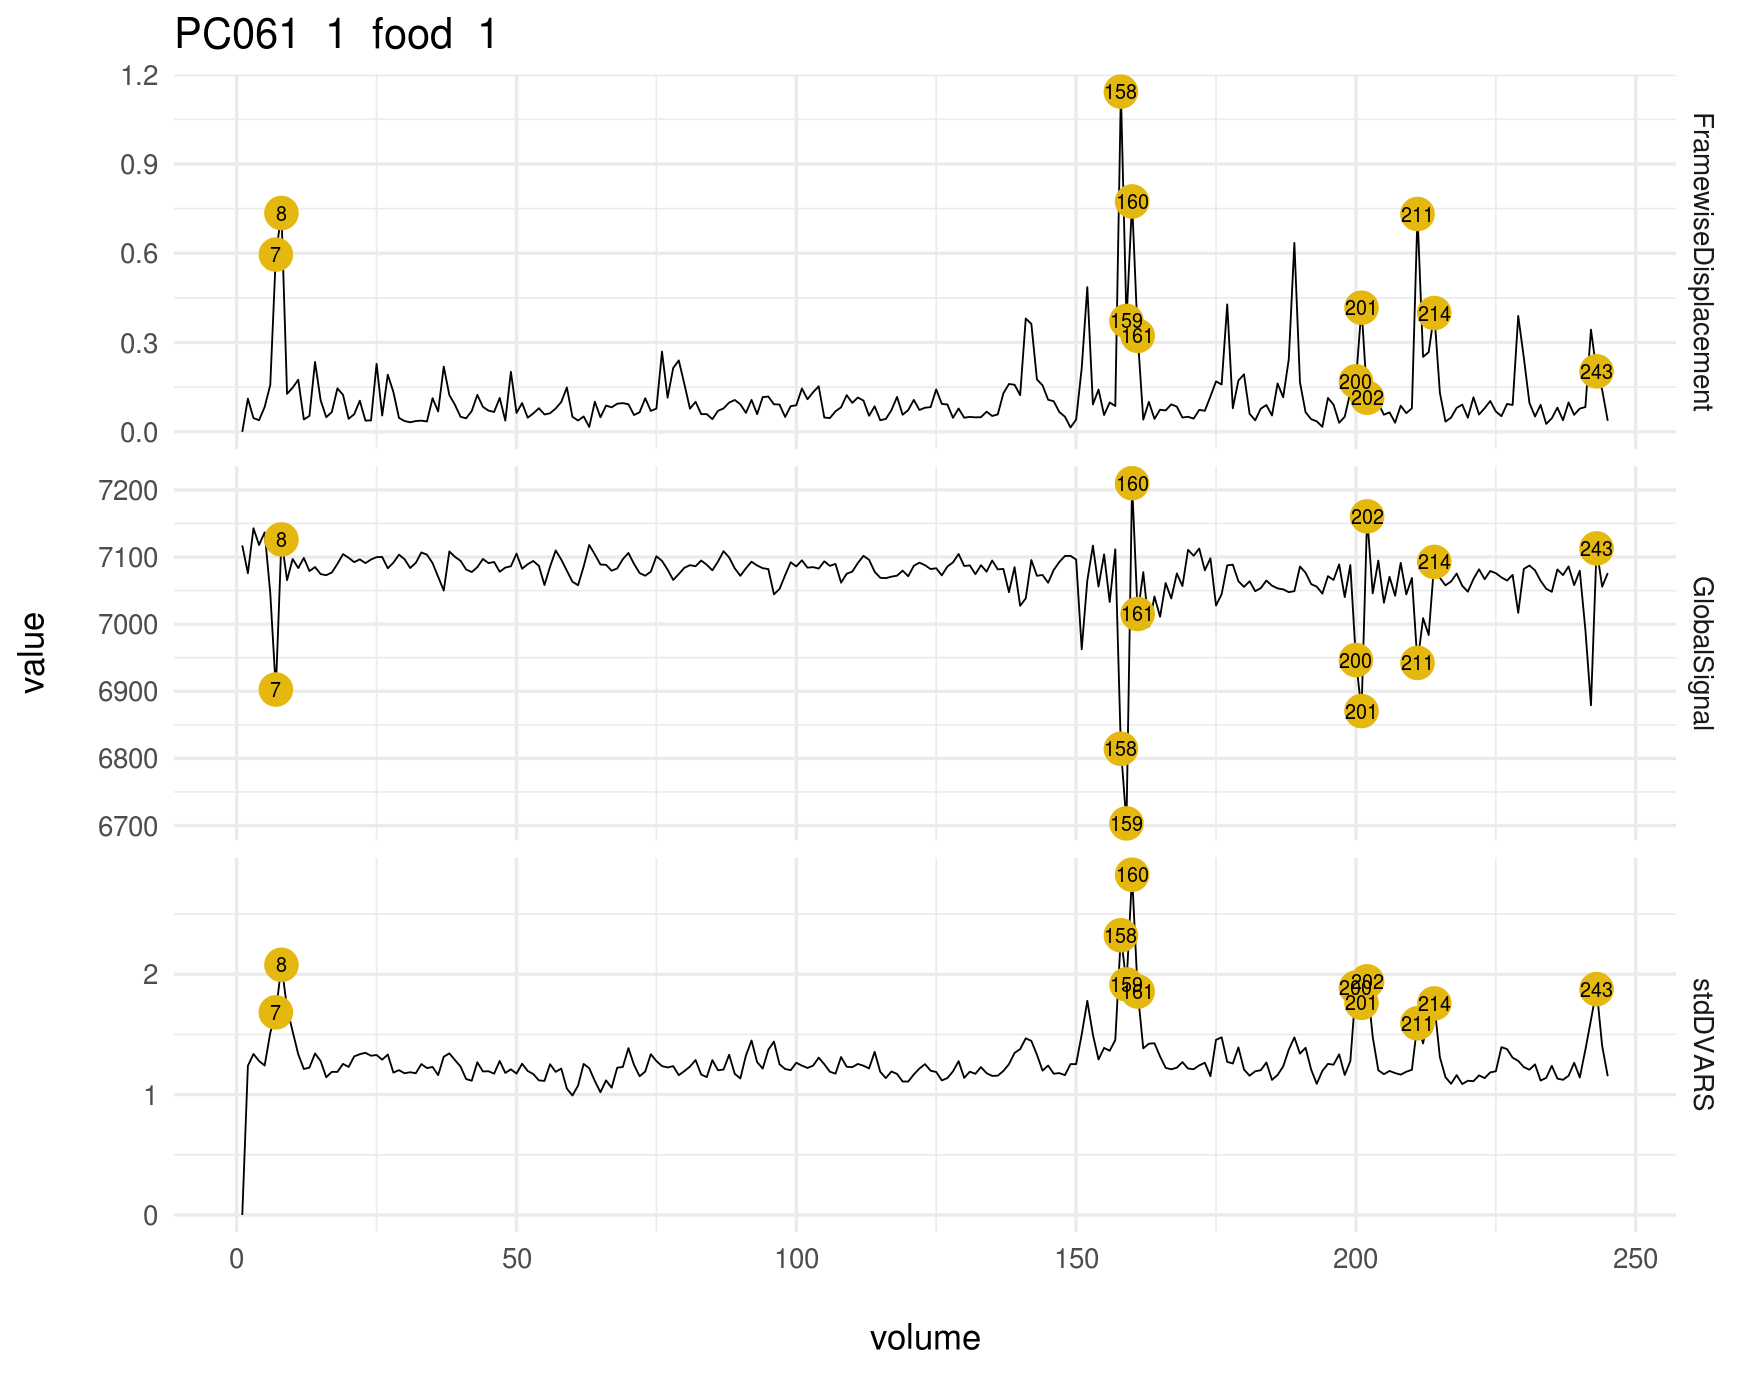 PC061 1 food 1
value
1.2
0.9
0.6
0.3
0.0
7 8 158 159 160 161 200 201 202 211 214 243
FramewiseDisplacement
7200
7100
7000
6900
6800
6700
7 8 158 159 160 161 200 201 202 211 214 243
GlobalSignal
2
1
0
7 8 158 159 160 161 200 201 202 211 214 243
stdDVARS
0 50 100 150 200 250
volume